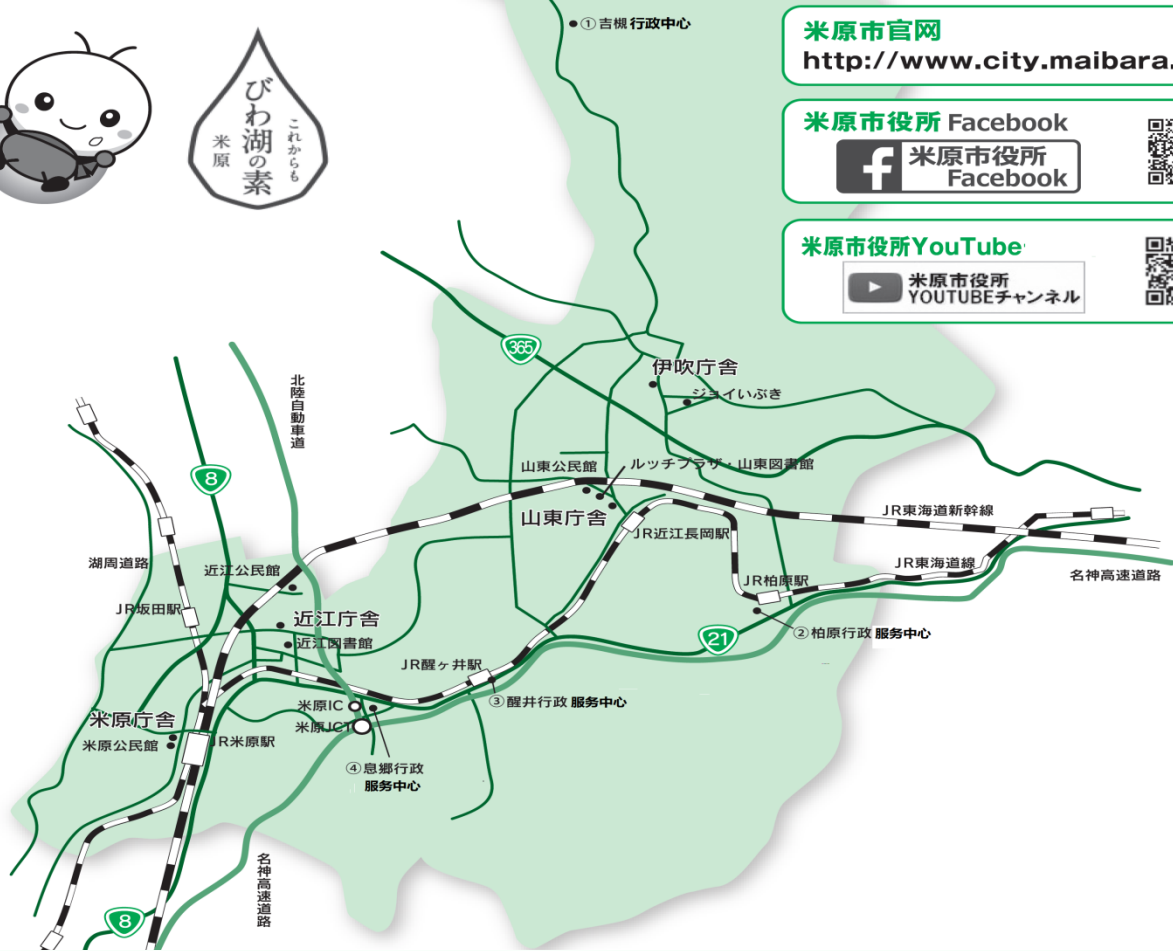 ①吉槻 行政中心
米原市官网
http://www.city.maibara.
米原市役所 Facebook
米原市役所
Facebook
米原市役所YouTube
米原市役所
YOUTUBEチャンネル
これからも
びわ湖の素
米原
365
伊吹庁舎
ジョイいぶき
北陸自動車道
8
山東公民館
ルッチプラザ・山東図書館
山東庁舎
JR近江長岡駅
JR東海道新幹線
JR東海道線
名神高速道路
湖周道路
近江公民館
JR坂田駅
近江庁舎
近江図書館
JR柏原駅
②柏原行政 服务中心
21
JR醒ヶ井駅
③醒井行政 服务中心
米原IC
米原JCT
米原庁舎
米原公民館
JR米原駅
④息郷行政
服务中心
名神高速道路
8